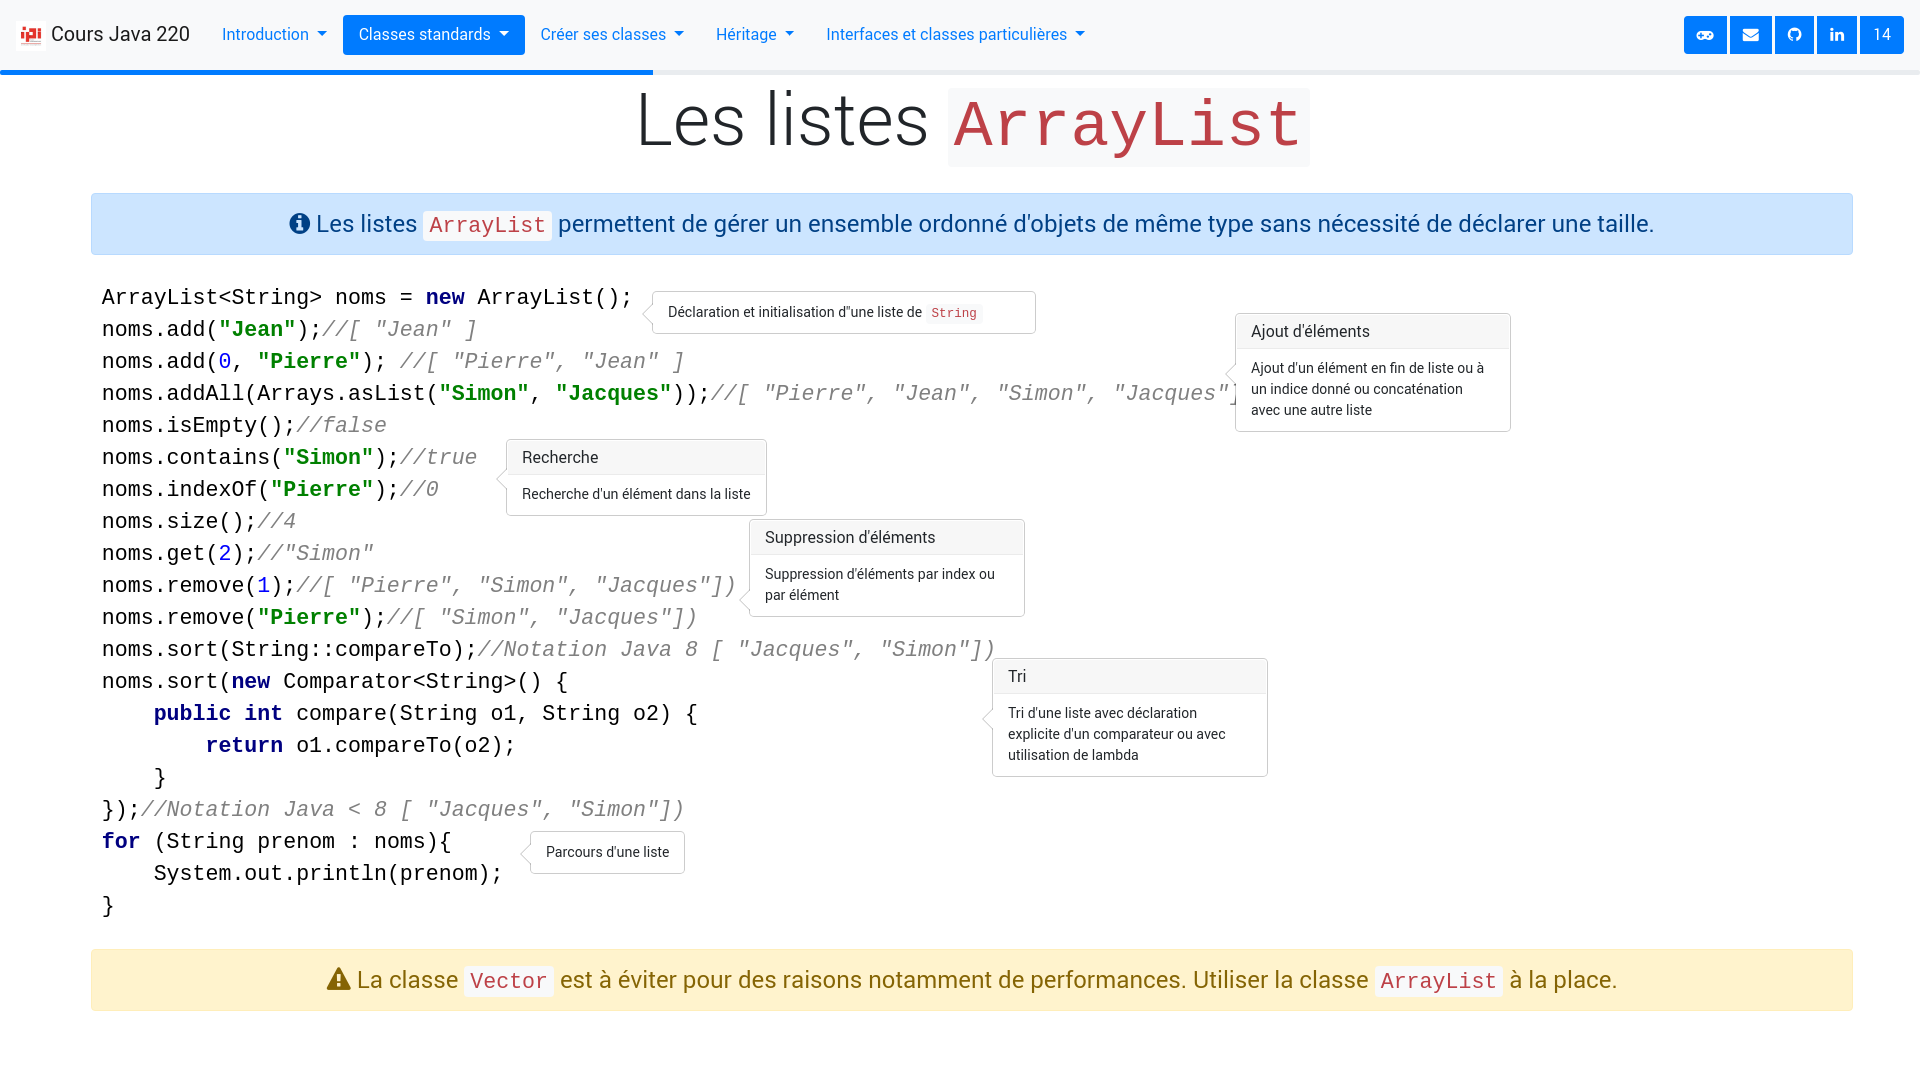 Cours Java 220 Introduction Classes standards Créer ses classes Héritage Interfaces et classes particulières 14
Les listes ArrayList
Les listes ArrayList permettent de gérer un ensemble ordonné d'objets de même type sans nécessité de déclarer une taille.
ArrayList<String> noms = new ArrayList();
Déclaration et initialisation d''une liste de String
noms.add("Jean");//[ "Jean" ]
noms.add(0, "Pierre"); //[ "Pierre", "Jean" ]
noms.addAll(Arrays.asList("Simon", "Jacques"));//[ "Pierre", "Jean", "Simon", "Jacques"]
Ajout d'éléments
Ajout d'un élément en fin de liste ou à
un indice donné ou concaténation
avec une autre liste
noms.isEmpty();//false
noms.contains("Simon");//true
noms.indexOf("Pierre");//0
Recherche
Recherche d'un élément dans la liste
noms.size();//4
noms.get(2);//"Simon"
noms.remove(1);//[ "Pierre", "Simon", "Jacques"])
noms.remove("Pierre");//[ "Simon", "Jacques"])
Suppression d'éléments
Suppression d'éléments par index ou
par élément
noms.sort(String::compareTo);//Notation Java 8 [ "Jacques", "Simon"])
noms.sort(new Comparator<String>() {
    public int compare(String o1, String o2) {
        return o1.compareTo(o2);
    }
});//Notation Java < 8 [ "Jacques", "Simon"])
Tri
Tri d'une liste avec déclaration
explicite d'un comparateur ou avec
utilisation de lambda
for (String prenom : noms){
    System.out.println(prenom);
}
Parcours d'une liste
La classe Vector est à éviter pour des raisons notamment de performances. Utiliser la classe ArrayList à la place.